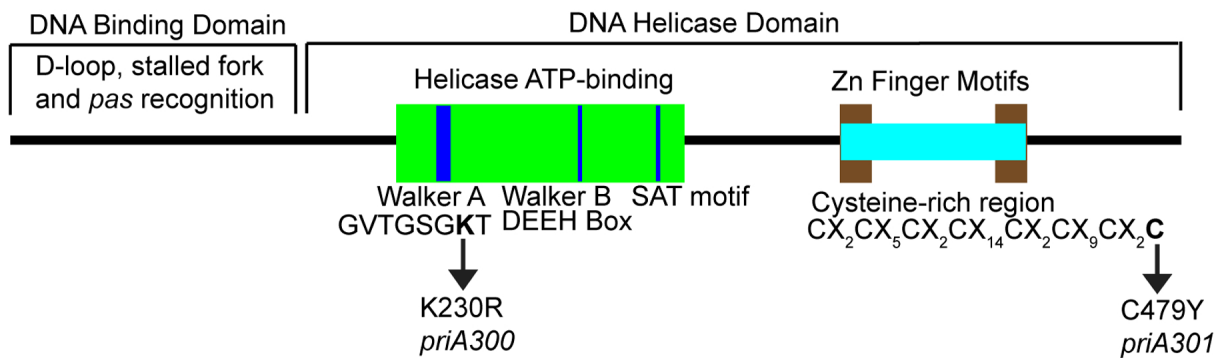 DNA Binding Domain
DNA Helicase Domain
D-loop, stalled fork
and pas recognition
Helicase ATP-binding
Zn Finger Motifs
Walker A
Walker B
SAT motif
GVTGSGKT
DEEH Box
Cysteine-rich region
CX₂CX₅CX₂CX₁₄CX₂CX₉CX₂C
K230R
priA300
C479Y
priA301